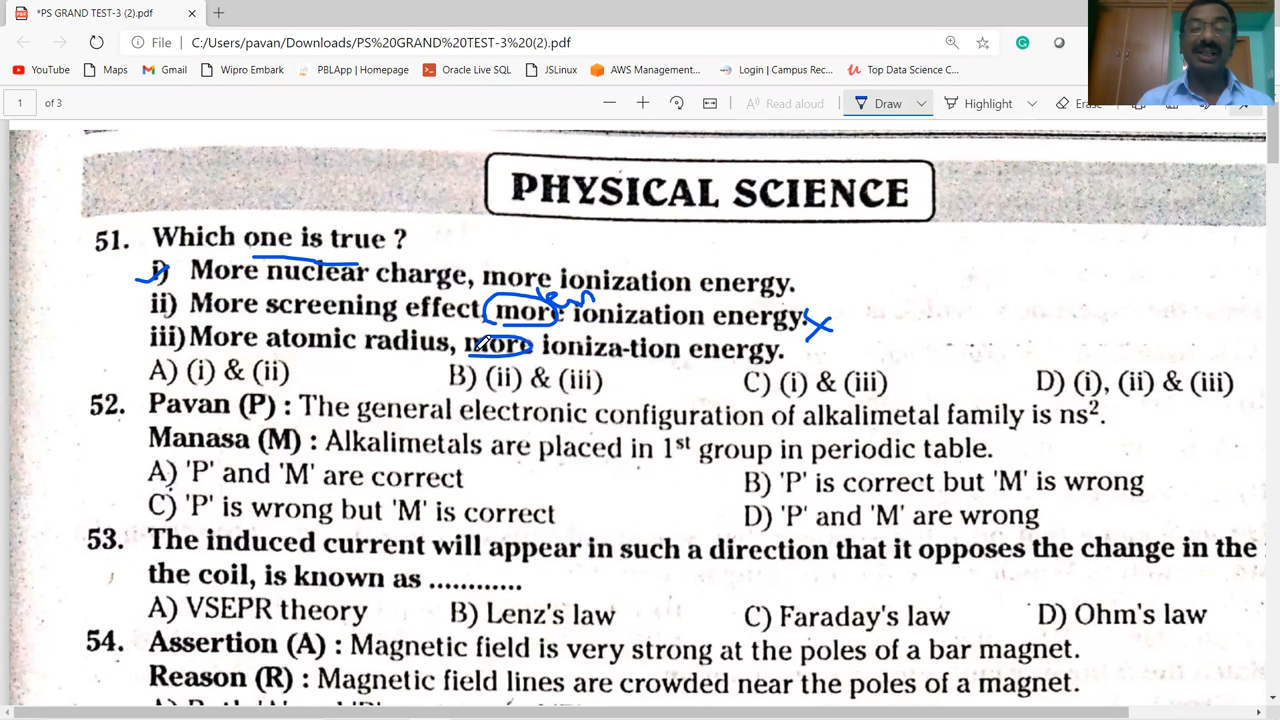 *PS GRAND TEST-3 (2).pdf
File C:/Users/pavan/Downloads/PS%20GRAND%20TEST-3%20(2).pdf
YouTube Maps Gmail Wipro Embark PBLApp | Homepage Oracle Live SQL JSLinux AWS Management... Login | Campus Rec... Top Data Science C...
1 of 3 Read aloud Draw Highlight Erase
PHYSICAL SCIENCE
51. Which one is true ?
i) More nuclear charge, more ionization energy.
less
ii) More screening effect, more ionization energy.
iii) More atomic radius, more ioniza-tion energy.
A) (i) & (ii) B) (ii) & (iii) C) (i) & (iii) D) (i), (ii) & (iii)
52. Pavan (P) : The general electronic configuration of alkalimetal family is ns².
Manasa (M) : Alkalimetals are placed in 1st group in periodic table.
A) 'P' and 'M' are correct B) 'P' is correct but 'M' is wrong
C) 'P' is wrong but 'M' is correct D) 'P' and 'M' are wrong
53. The induced current will appear in such a direction that it opposes the change in the
the coil, is known as ............
A) VSEPR theory B) Lenz's law C) Faraday's law D) Ohm's law
54. Assertion (A) : Magnetic field is very strong at the poles of a bar magnet.
Reason (R) : Magnetic field lines are crowded near the poles of a magnet.